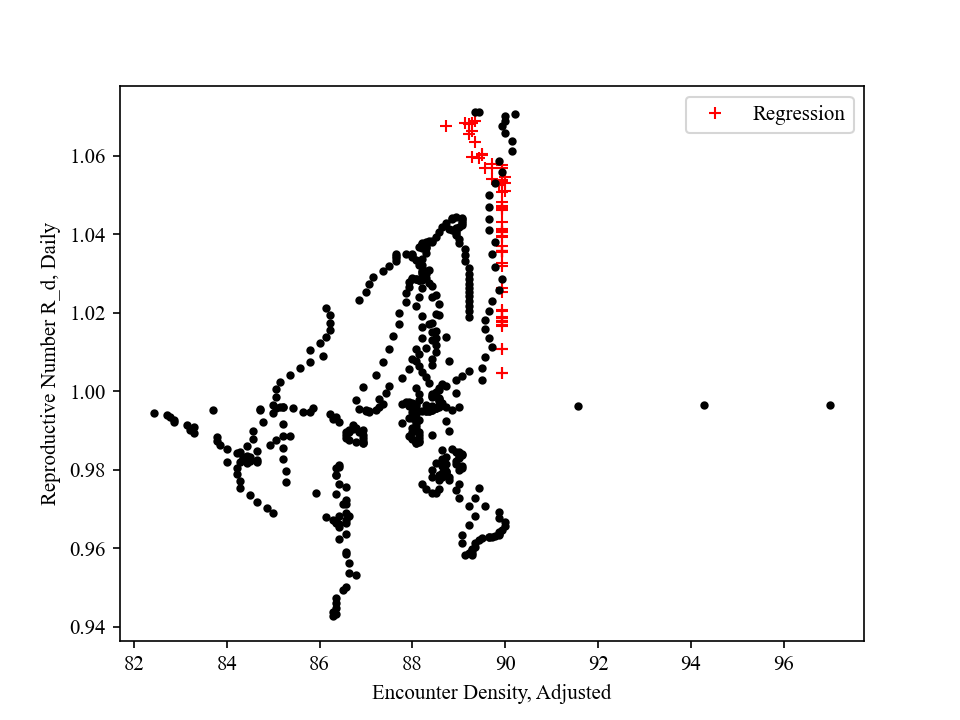 Regression
1.06
1.04
1.02
1.00
0.98
0.96
0.94
Reproductive Number R_d, Daily
82 84 86 88 90 92 94 96
Encounter Density, Adjusted